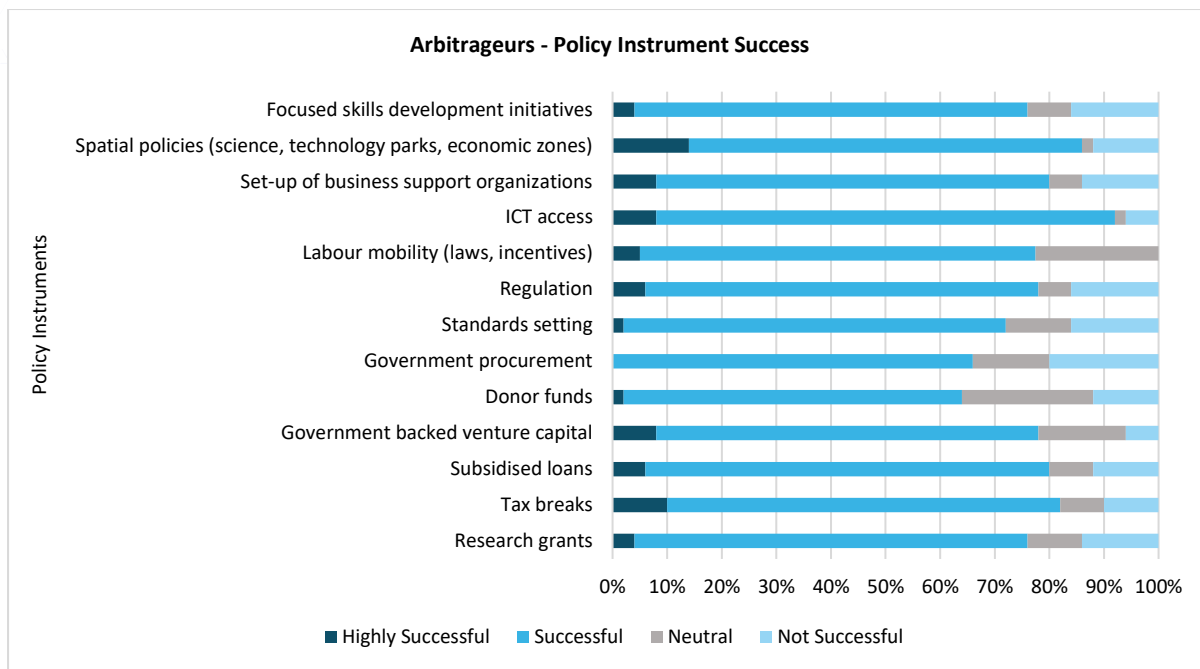 Arbitrageurs - Policy Instrument Success
Policy Instruments
Focused skills development initiatives
Spatial policies (science, technology parks, economic zones)
Set-up of business support organizations
ICT access
Labour mobility (laws, incentives)
Regulation
Standards setting
Government procurement
Donor funds
Government backed venture capital
Subsidised loans
Tax breaks
Research grants
0% 10% 20% 30% 40% 50% 60% 70% 80% 90% 100%
Highly Successful Successful Neutral Not Successful